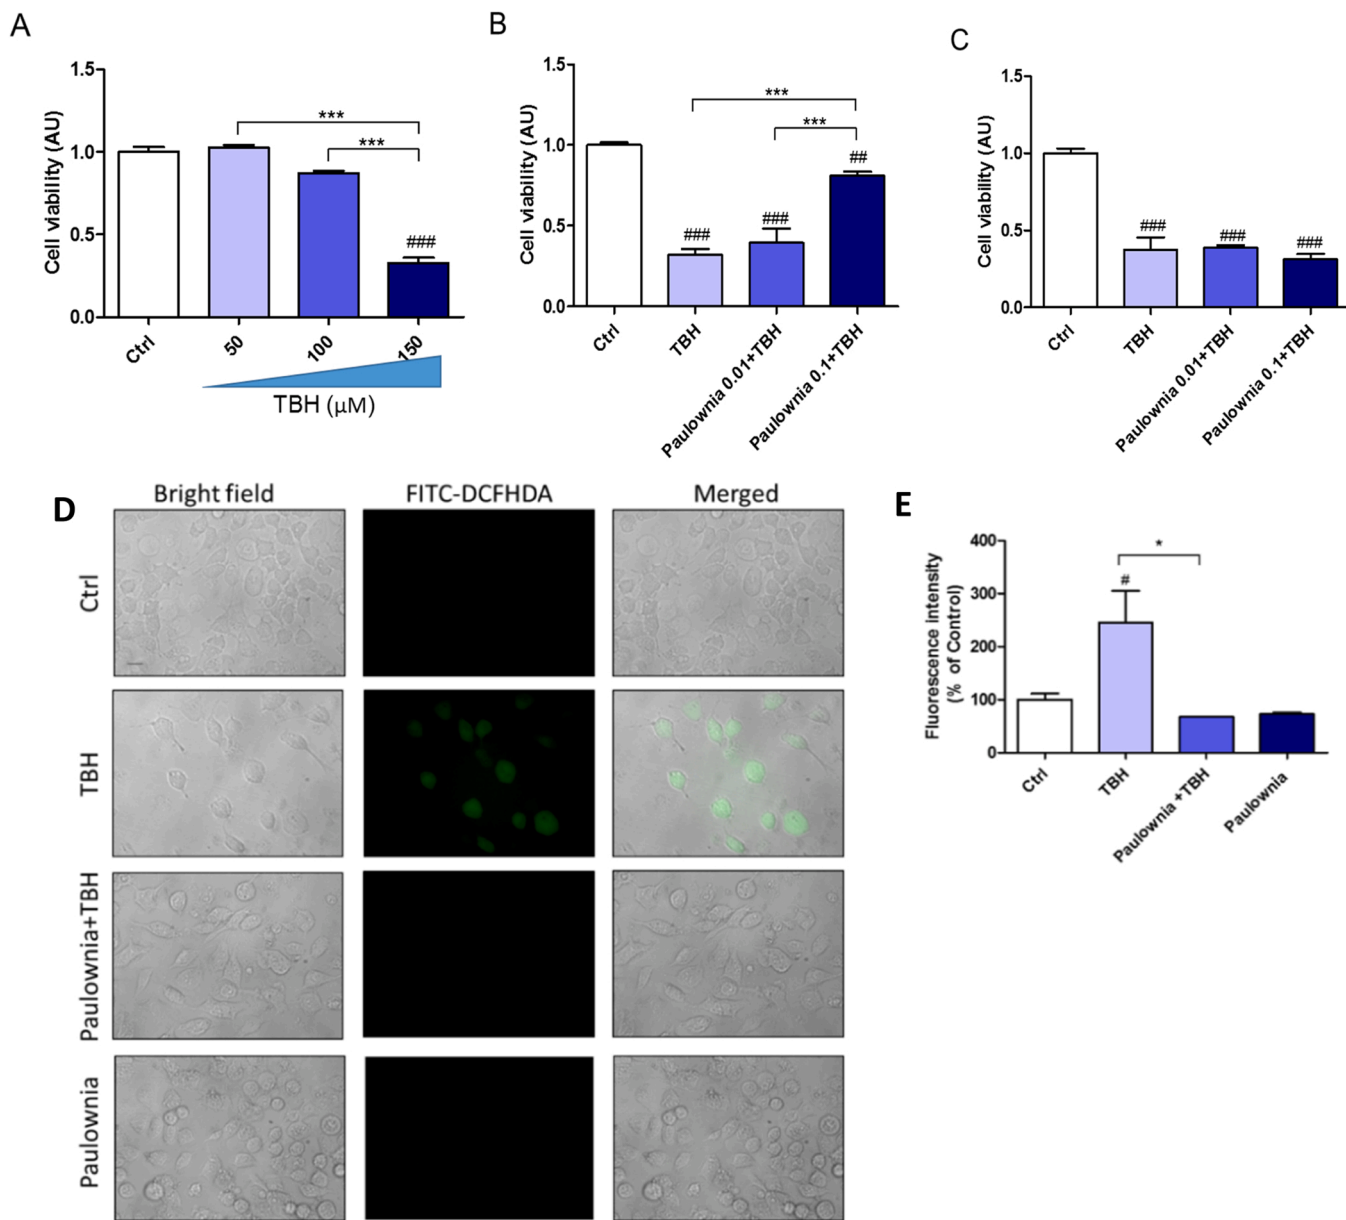 A
Cell viability (AU)
1.5
1.0
0.5
0.0
***
***
###
Ctrl
50
100
150
TBH (μM)
B
Cell viability (AU)
1.5
1.0
0.5
0.0
***
***
###
###
##
Ctrl
TBH
Paulownia 0.01+TBH
Paulownia 0.1+TBH
C
Cell viability (AU)
1.5
1.0
0.5
0.0
###
###
###
Ctrl
TBH
Paulownia 0.01+TBH
Paulownia 0.1+TBH
D
Bright field
FITC-DCFHDA
Merged
Ctrl
TBH
Paulownia+TBH
Paulownia
E
Fluorescence intensity
(% of Control)
400
300
200
100
0
*
#
Ctrl
TBH
Paulownia +TBH
Paulownia